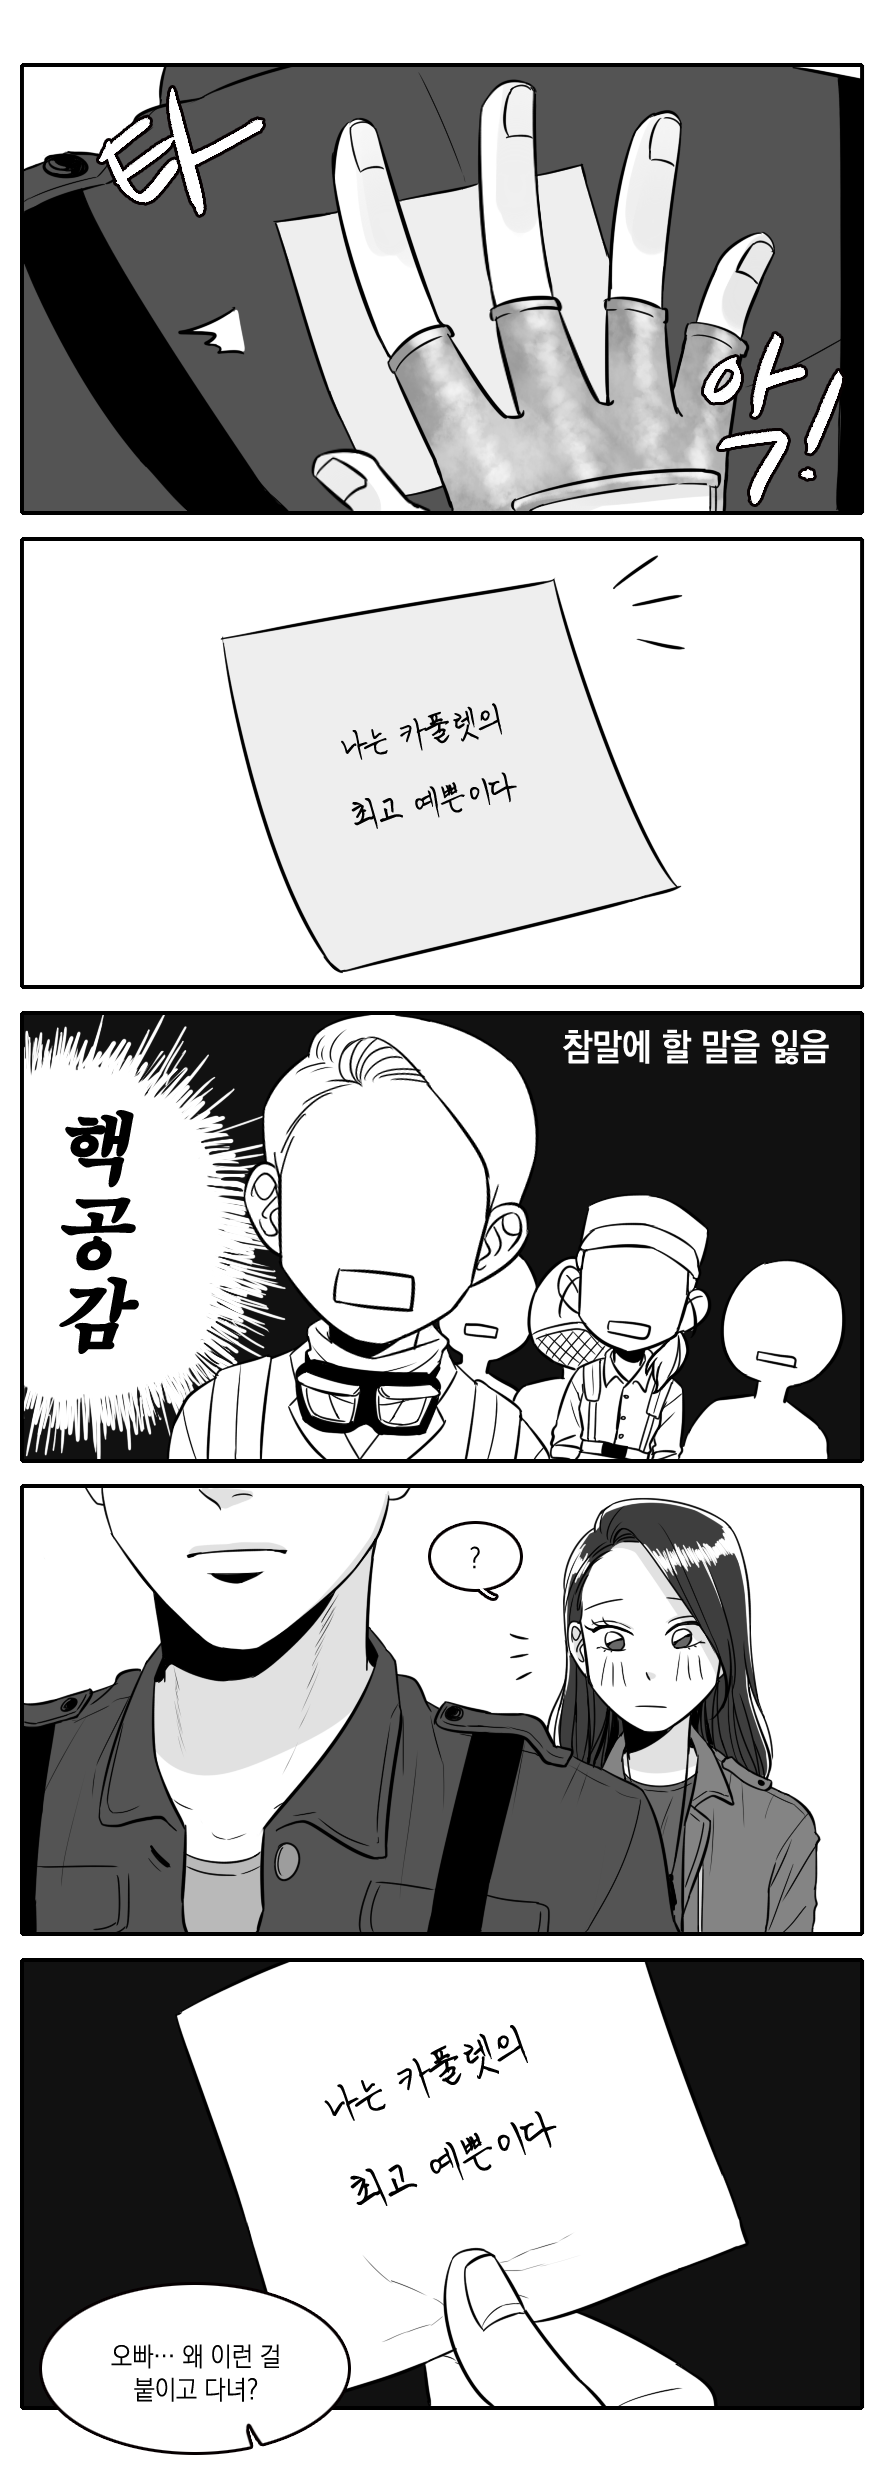 타
악!
나는 카풀렛의
최고 예쁜이다
참말에 할 말을 잃음
핵
공
감
?
나는 카풀렛의
최고 예쁜이다
오빠… 왜 이런 걸
붙이고 다녀?